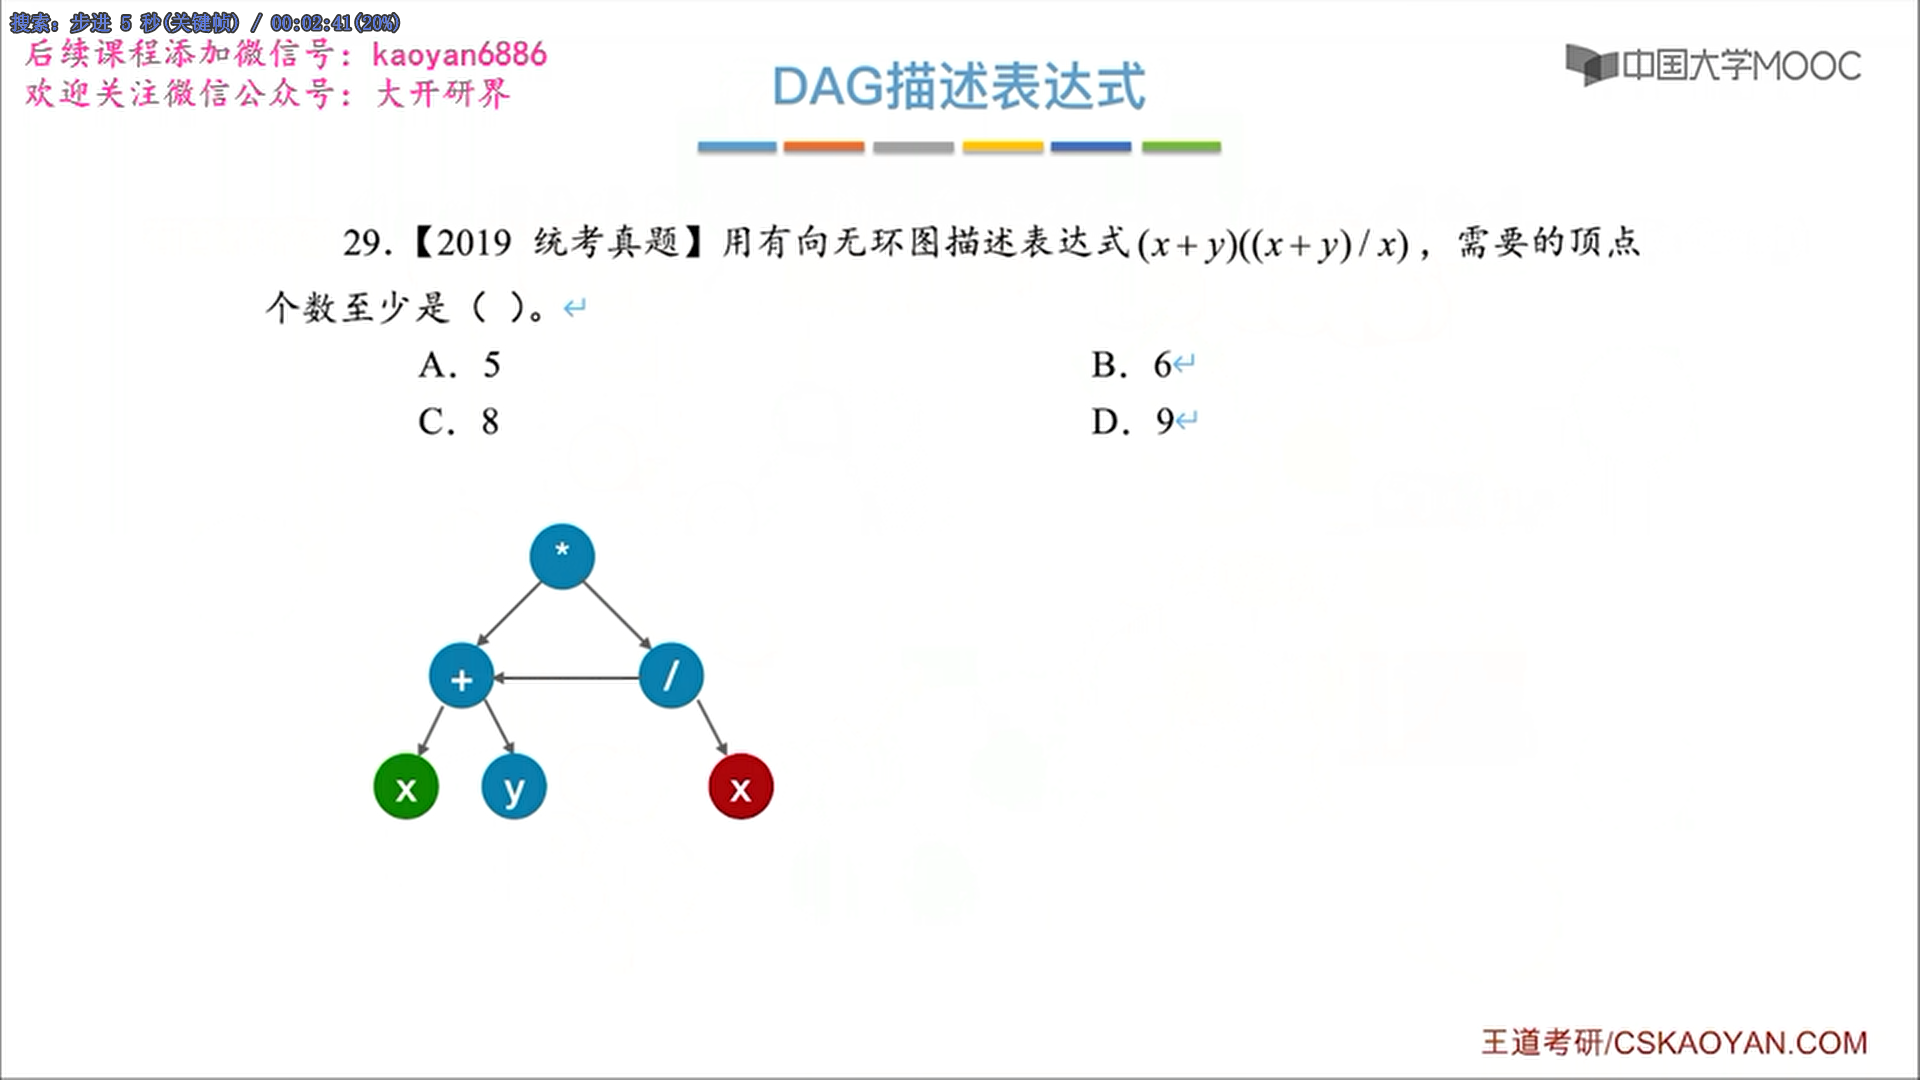 搜索: 步进 5 秒(关键帧) / 00:02:41(20%)
后续课程添加微信号: kaoyan6886
欢迎关注微信公众号: 大开研界
中国大学MOOC
DAG描述表达式
29.【2019 统考真题】用有向无环图描述表达式(x+y)((x+y)/x)，需要的顶点
个数至少是（ ）。↵
A. 5
B. 6↵
C. 8
D. 9↵
*
+
/
x
y
x
王道考研/CSKAOYAN.COM